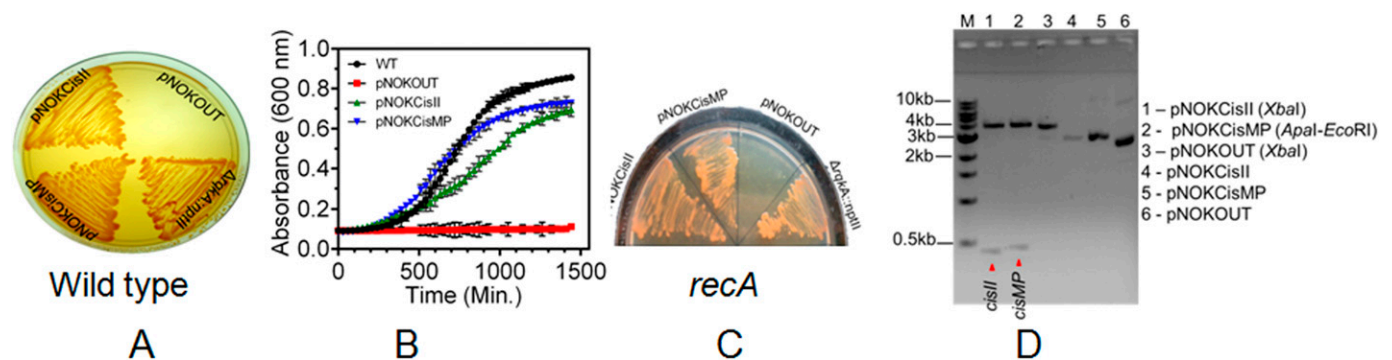 pNOKCisII
pNOKOUT
pNOKCisMP
ΔrqkA:nptII
Wild type
A
B
Absorbance (600 nm)
1.0
0.8
0.6
0.4
0.2
0.0
WT
pNOKOUT
pNOKCisII
pNOKCisMP
0 500 1000 1500
Time (Min.)
pNOKCisMP
pNOKOUT
NOKCisII
ΔrqkA::nptII
recA
C
D
M 1 2 3 4 5 6
10kb
4kb
3kb
2kb
0.5kb
cisII
cisMP
1 – pNOKCisII (XbaI)
2 – pNOKCisMP (ApaI-EcoRI)
3 – pNOKOUT (XbaI)
4 - pNOKCisII
5 - pNOKCisMP
6 - pNOKOUT